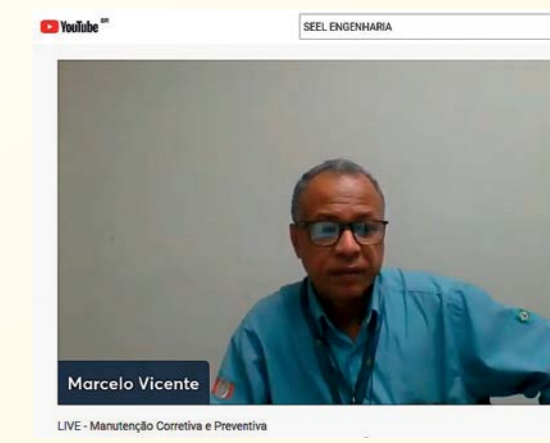 YouTube BR
SEEL ENGENHARIA
Marcelo Vicente
LIVE - Manutenção Corretiva e Preventiva